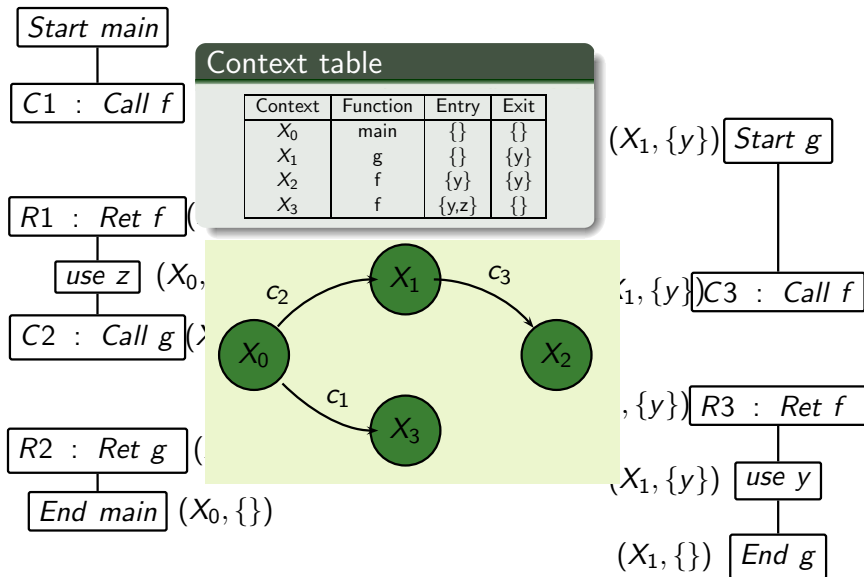 Start main
C1 : Call f
R1 : Ret f (
use z (X0,
C2 : Call g (X
R2 : Ret g (
End main (X0, {})
Context table
Context Function Entry Exit
X0 main {} {}
X1 g {} {y}
X2 f {y} {y}
X3 f {y,z} {}
X0
c2
X1
c3
X2
c1
X3
(X1, {y}) Start g
X1, {y}) C3 : Call f
, {y}) R3 : Ret f
(X1, {y}) use y
(X1, {}) End g